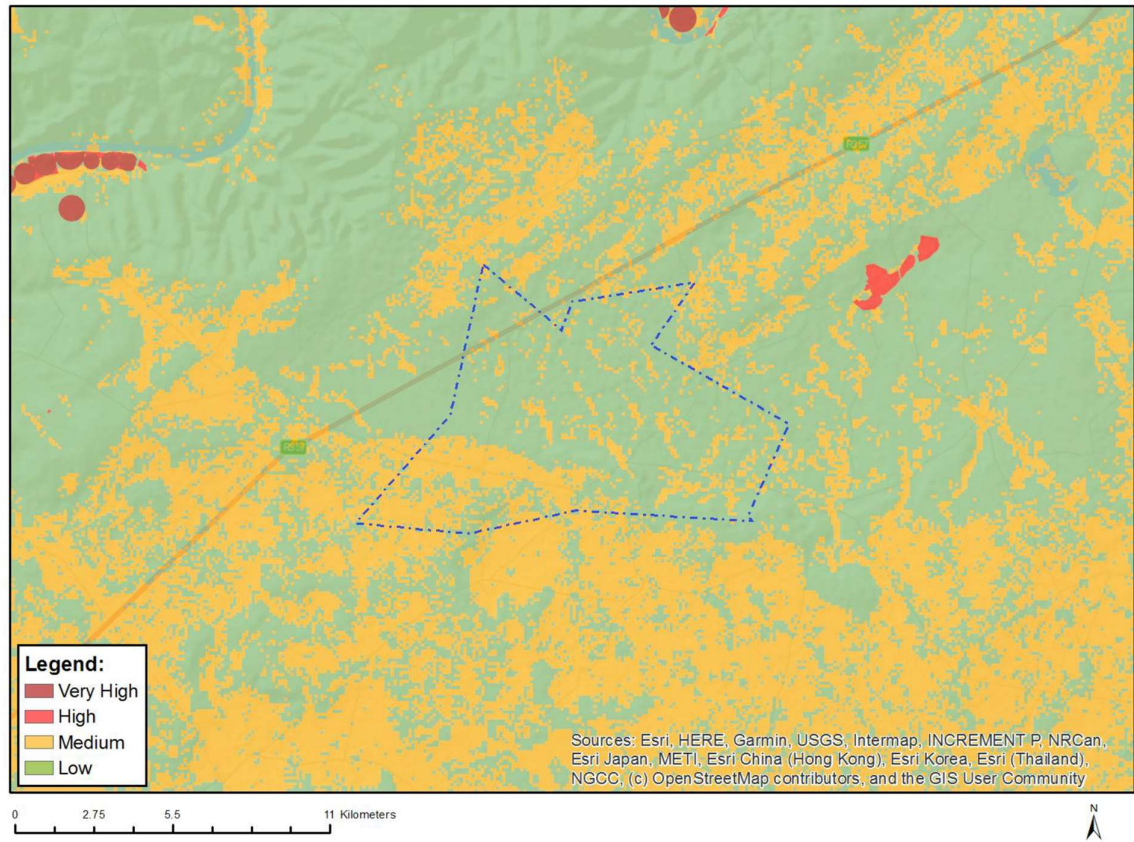 Legend:
Very High
High
Medium
Low
Sources: Esri, HERE, Garmin, USGS, Intermap, INCREMENT P, NRCan,
Esri Japan, METI, Esri China (Hong Kong), Esri Korea, Esri (Thailand),
NGCC, (c) OpenStreetMap contributors, and the GIS User Community
0 2.75 5.5 11 Kilometers
N